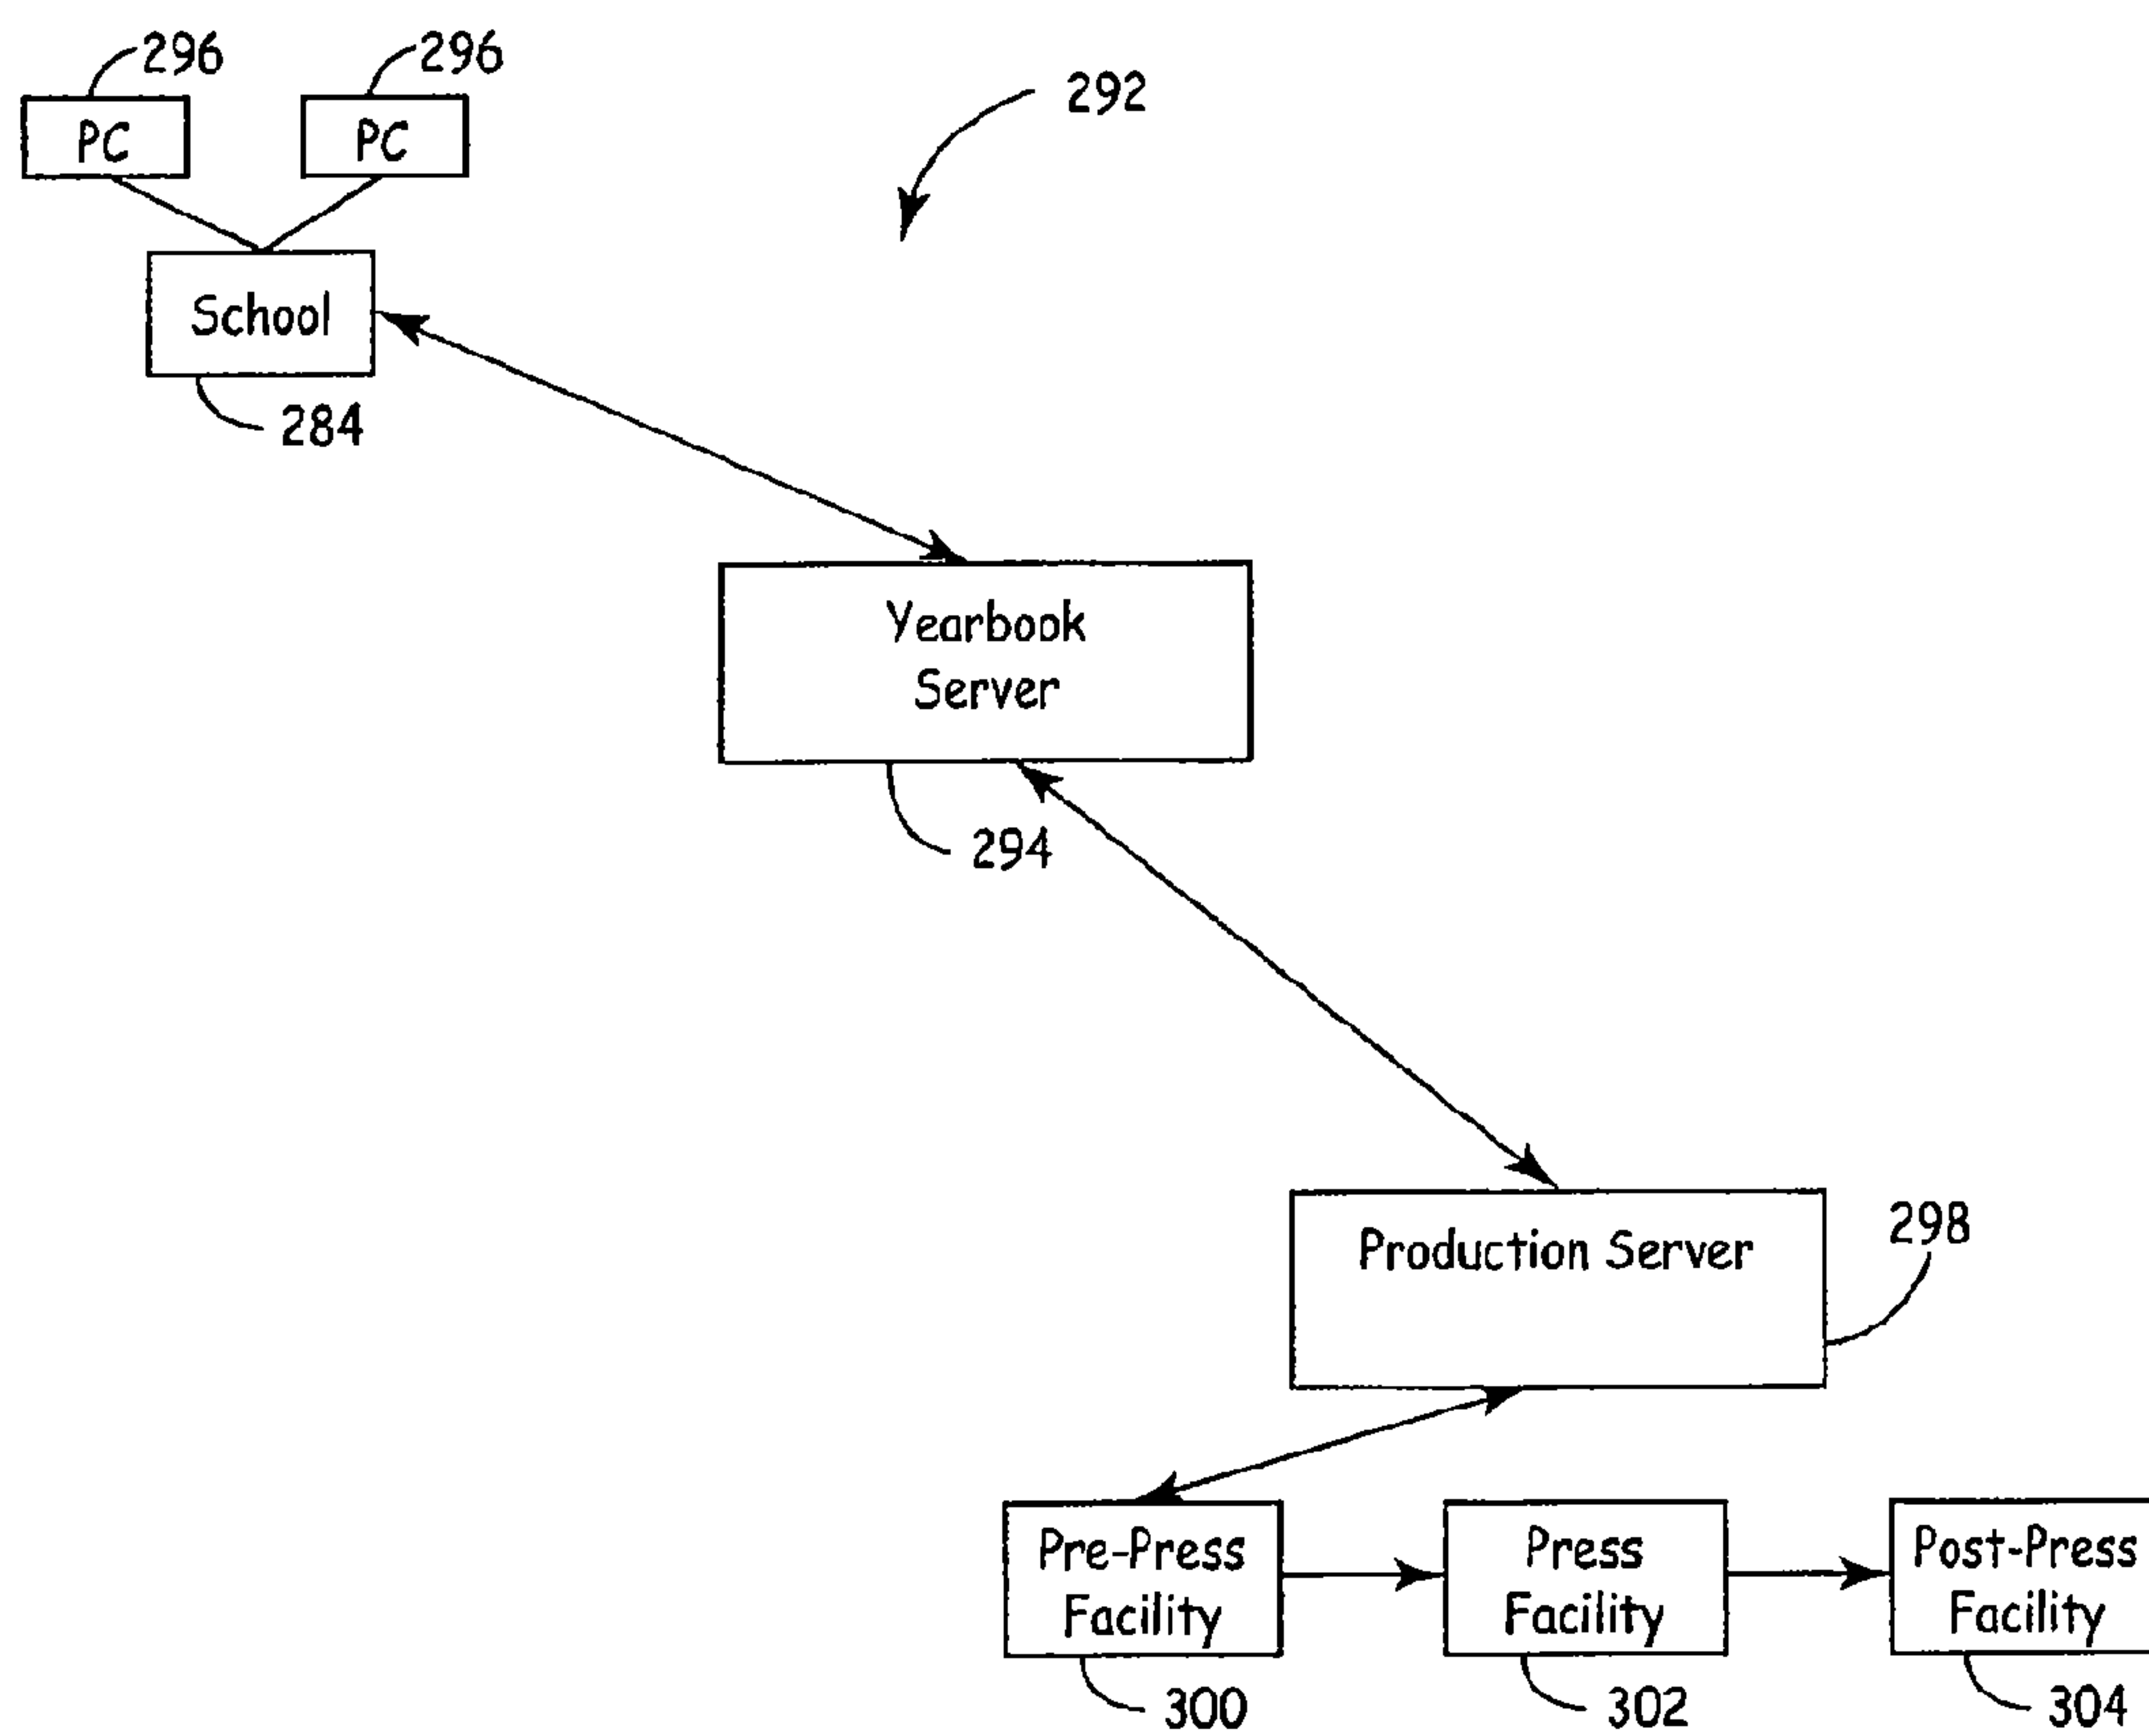 296
296
292
PC
PC
School
284
Yearbook
Server
294
298
Production Server
Pre-Press
Facility
Press
Facility
Post-Press
Facility
300
302
304